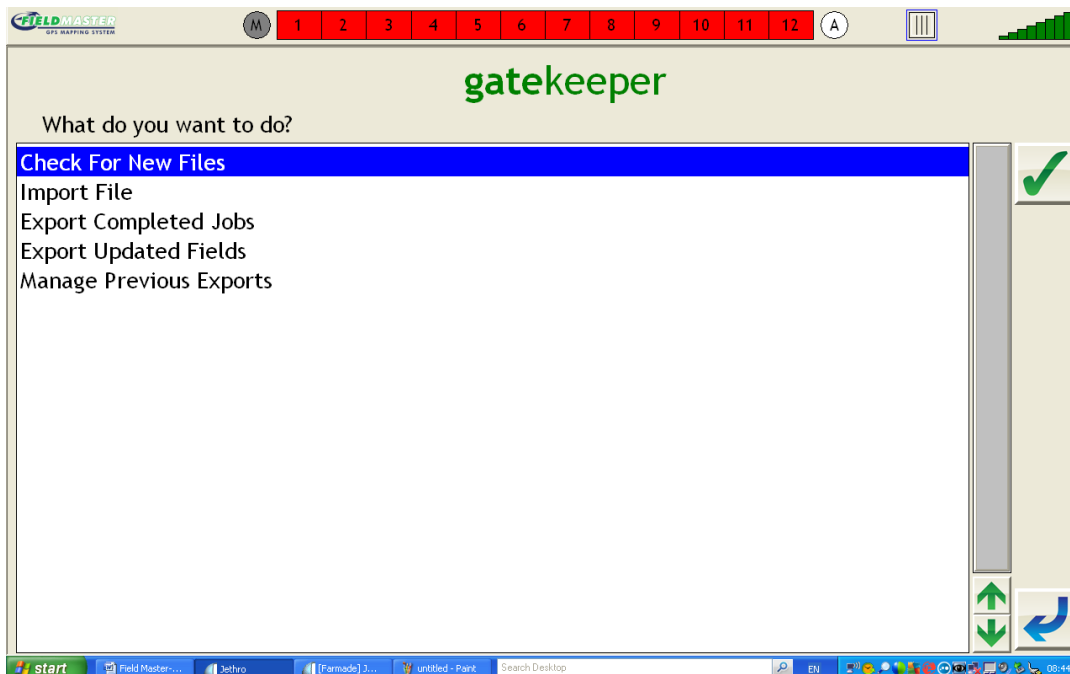 FIELDMASTER
GPS MAPPING SYSTEM
M 1 2 3 4 5 6 7 8 9 10 11 12 A
gatekeeper
What do you want to do?
Check For New Files
Import File
Export Completed Jobs
Export Updated Fields
Manage Previous Exports
start Field Master-... Jethro [Farmade] J... untitled - Paint Search Desktop EN 08:44